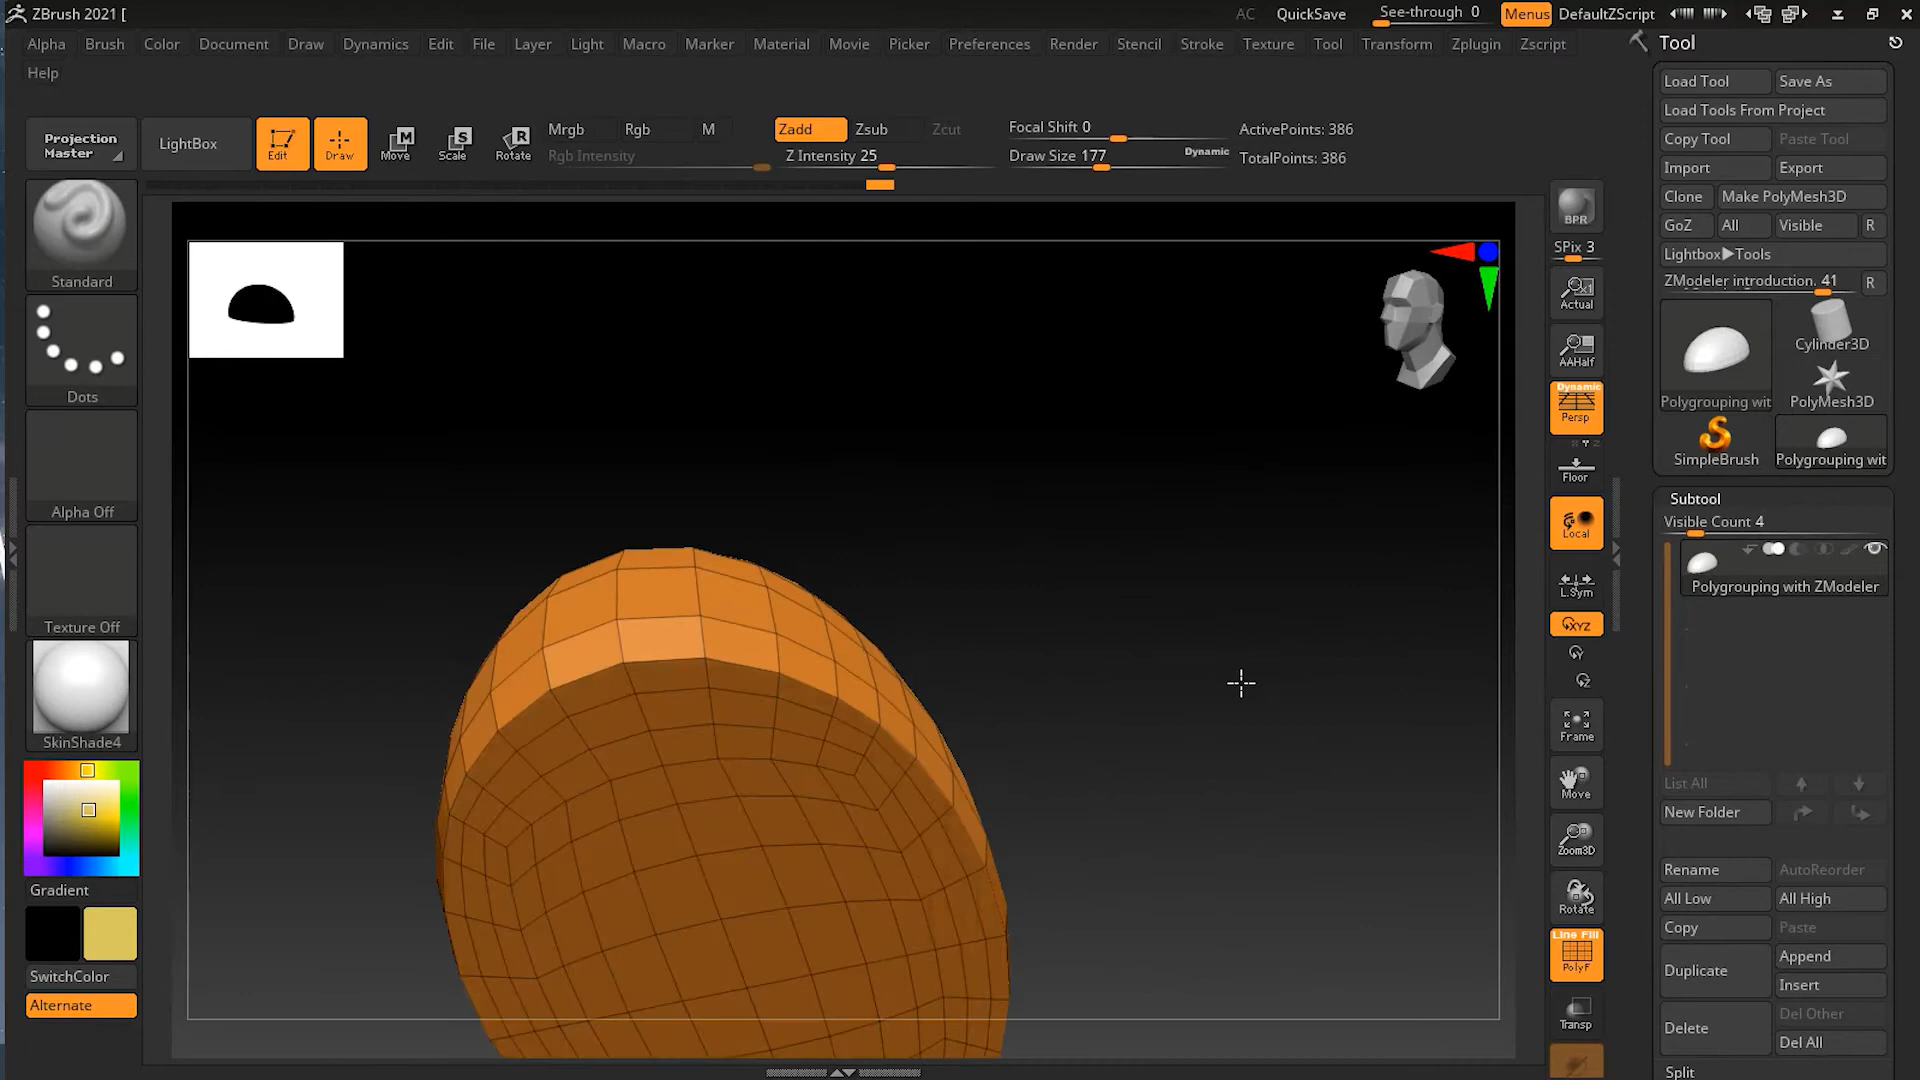 ZBrush 2021 [
AC
QuickSave
See-through 0
Menus
DefaultZScript
Alpha
Brush
Color
Document
Draw
Dynamics
Edit
File
Layer
Light
Macro
Marker
Material
Movie
Picker
Preferences
Render
Stencil
Stroke
Texture
Tool
Transform
Zplugin
Zscript
Help
Projection
Master
LightBox
Edit
Draw
M
Move
S
Scale
R
Rotate
Mrgb
Rgb
M
Rgb Intensity
Zadd
Zsub
Zcut
Z Intensity 25
Focal Shift 0
Draw Size 177
Dynamic
ActivePoints: 386
TotalPoints: 386
Standard
Dots
Alpha Off
Texture Off
SkinShade4
Gradient
SwitchColor
Alternate
BPR
SPix 3
Actual
AAHalf
Dynamic
Persp
Floor
Local
L.Sym
XYZ
Y
Z
Frame
Move
Zoom3D
Rotate
Line Fill
PolyF
Transp
Tool
Load Tool
Save As
Load Tools From Project
Copy Tool
Paste Tool
Import
Export
Clone
Make PolyMesh3D
GoZ
All
Visible
R
Lightbox▶Tools
ZModeler introduction. 41
R
Polygrouping wit
Cylinder3D
PolyMesh3D
SimpleBrush
Polygrouping wit
Subtool
Visible Count 4
Polygrouping with ZModeler
List All
New Folder
Rename
AutoReorder
All Low
All High
Copy
Paste
Duplicate
Append
Insert
Delete
Del Other
Del All
Split